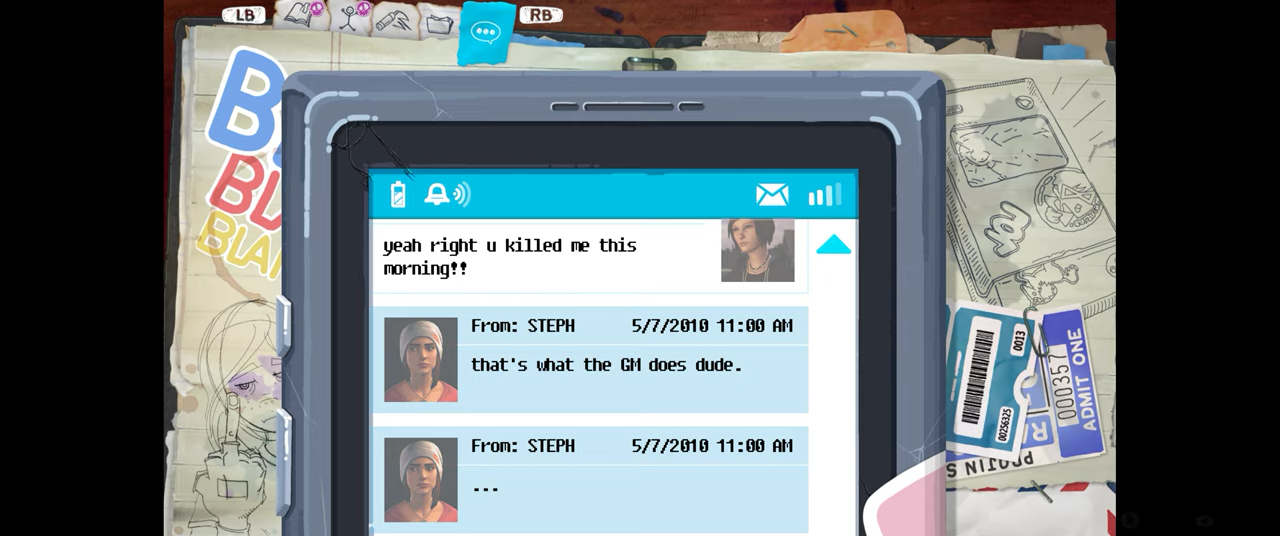 LB
RB
yeah right u killed me this
morning!!
From: STEPH 5/7/2010 11:00 AM
that's what the GM does dude.
From: STEPH 5/7/2010 11:00 AM
...
0013
00256325
000357
ADMIT ONE